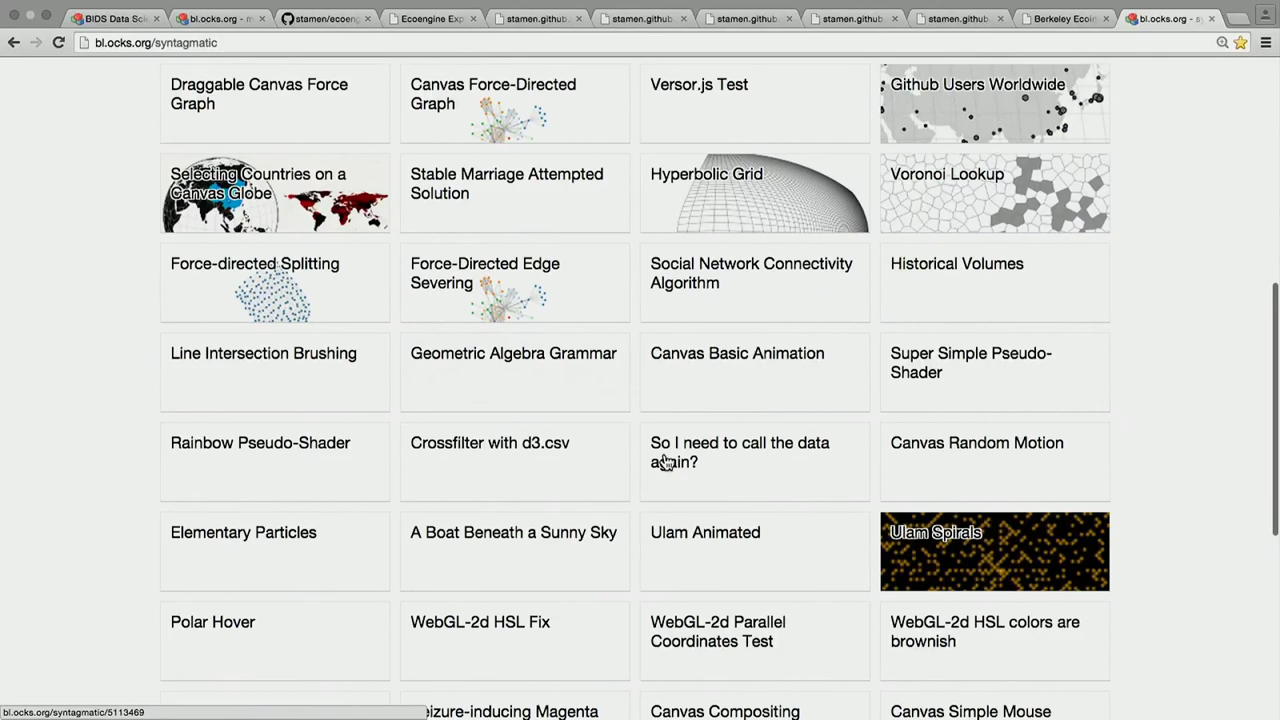 BIDS Data Sci
bl.ocks.org - m
stamen/ecoeng
Ecoengine Exp
stamen.github.
stamen.github.
stamen.github.
stamen.github.
stamen.github.
Berkeley Ecoin
bl.ocks.org - s
bl.ocks.org/syntagmatic
Draggable Canvas Force
Graph
Canvas Force-Directed
Graph
Versor.js Test
Github Users Worldwide
Selecting Countries on a
Canvas Globe
Stable Marriage Attempted
Solution
Hyperbolic Grid
Voronoi Lookup
Force-directed Splitting
Force-Directed Edge
Severing
Social Network Connectivity
Algorithm
Historical Volumes
Line Intersection Brushing
Geometric Algebra Grammar
Canvas Basic Animation
Super Simple Pseudo-
Shader
Rainbow Pseudo-Shader
Crossfilter with d3.csv
So I need to call the data
again?
Canvas Random Motion
Elementary Particles
A Boat Beneath a Sunny Sky
Ulam Animated
Ulam Spirals
Polar Hover
WebGL-2d HSL Fix
WebGL-2d Parallel
Coordinates Test
WebGL-2d HSL colors are
brownish
eizure-inducing Magenta
Canvas Compositing
Canvas Simple Mouse
bl.ocks.org/syntagmatic/5113469